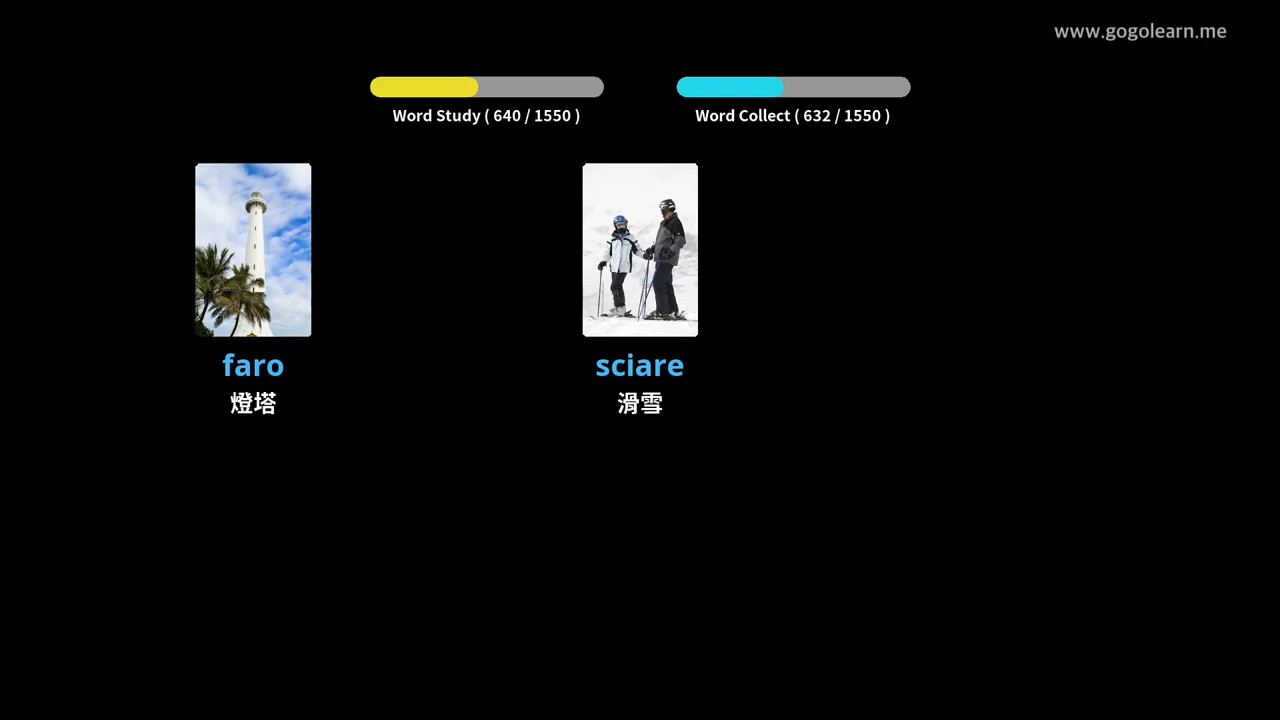 www.gogolearn.me
Word Study ( 640 / 1550 )
Word Collect ( 632 / 1550 )
faro
sciare
燈塔
滑雪